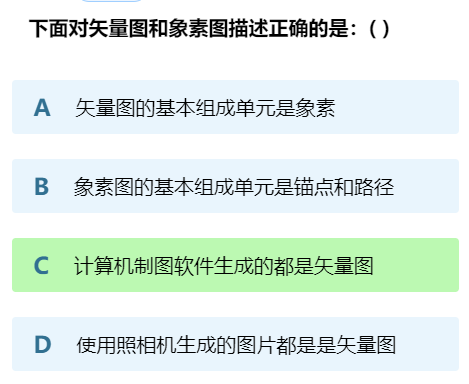 下面对矢量图和象素图描述正确的是：( )
A 矢量图的基本组成单元是象素
B 象素图的基本组成单元是锚点和路径
C 计算机制图软件生成的都是矢量图
D 使用照相机生成的图片都是是矢量图